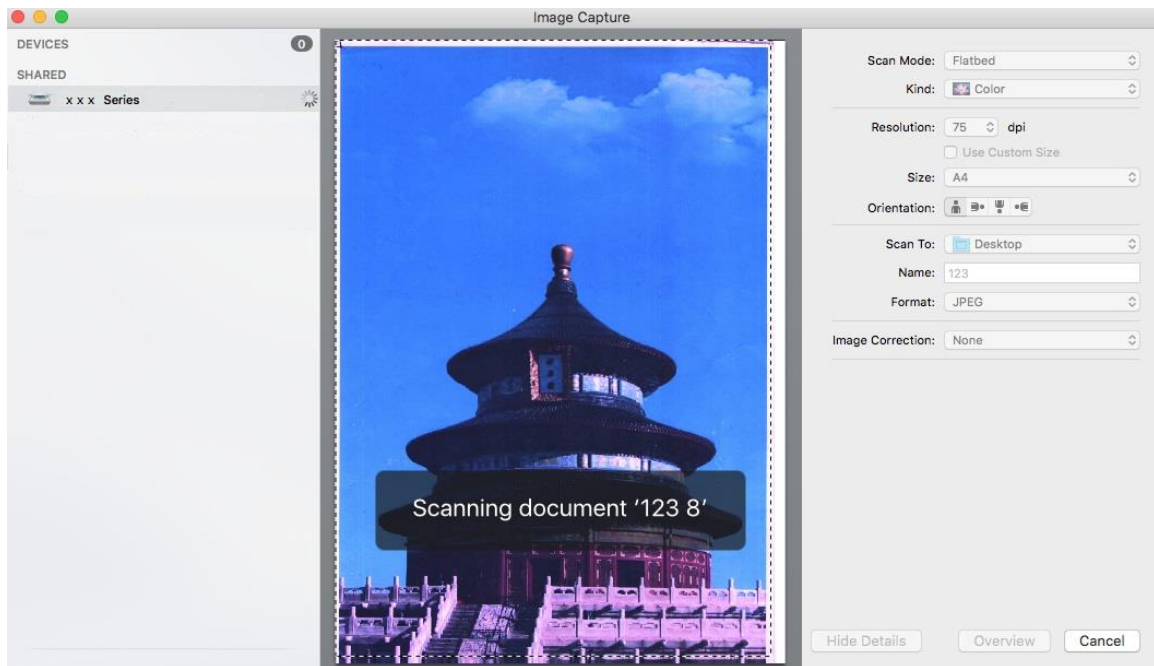 Image Capture
DEVICES 0
SHARED
x x x Series
Scanning document ‘123 8’
Scan Mode: Flatbed
Kind: Color
Resolution: 75 dpi
Use Custom Size
Size: A4
Orientation:
Scan To: Desktop
Name: 123
Format: JPEG
Image Correction: None
Hide Details Overview Cancel